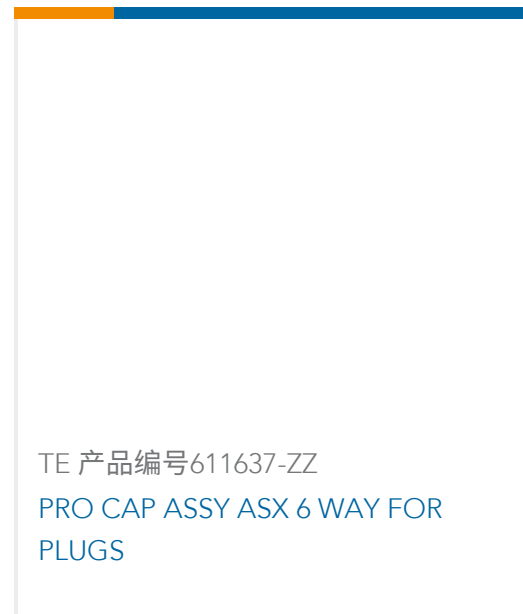 TE 产品编号611637-ZZ
PRO CAP ASSY ASX 6 WAY FOR
PLUGS